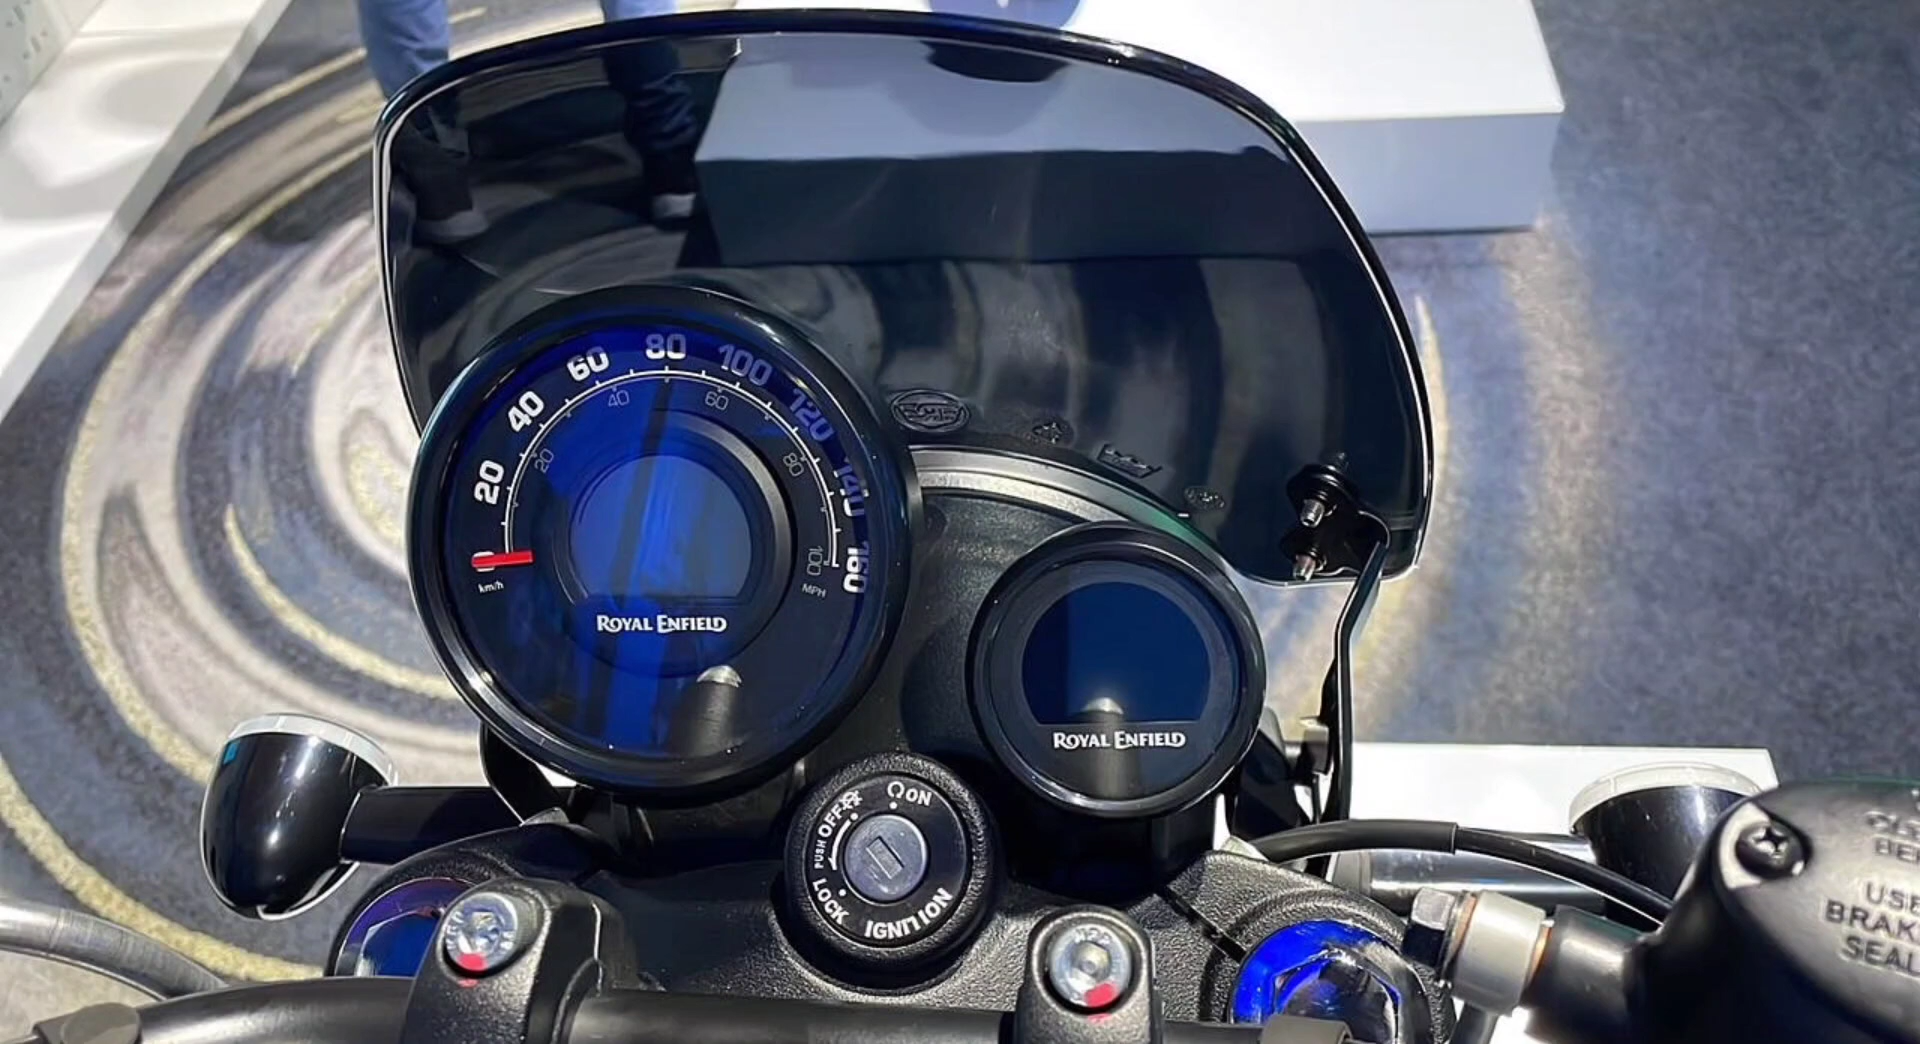 0
20
40
60
80
100
120
140
160
20
40
60
80
100
km/h
MPH
ROYAL ENFIELD
ROYAL ENFIELD
ON
OFF
PUSH
LOCK
IGNITION
USE
BRAK
SEAL